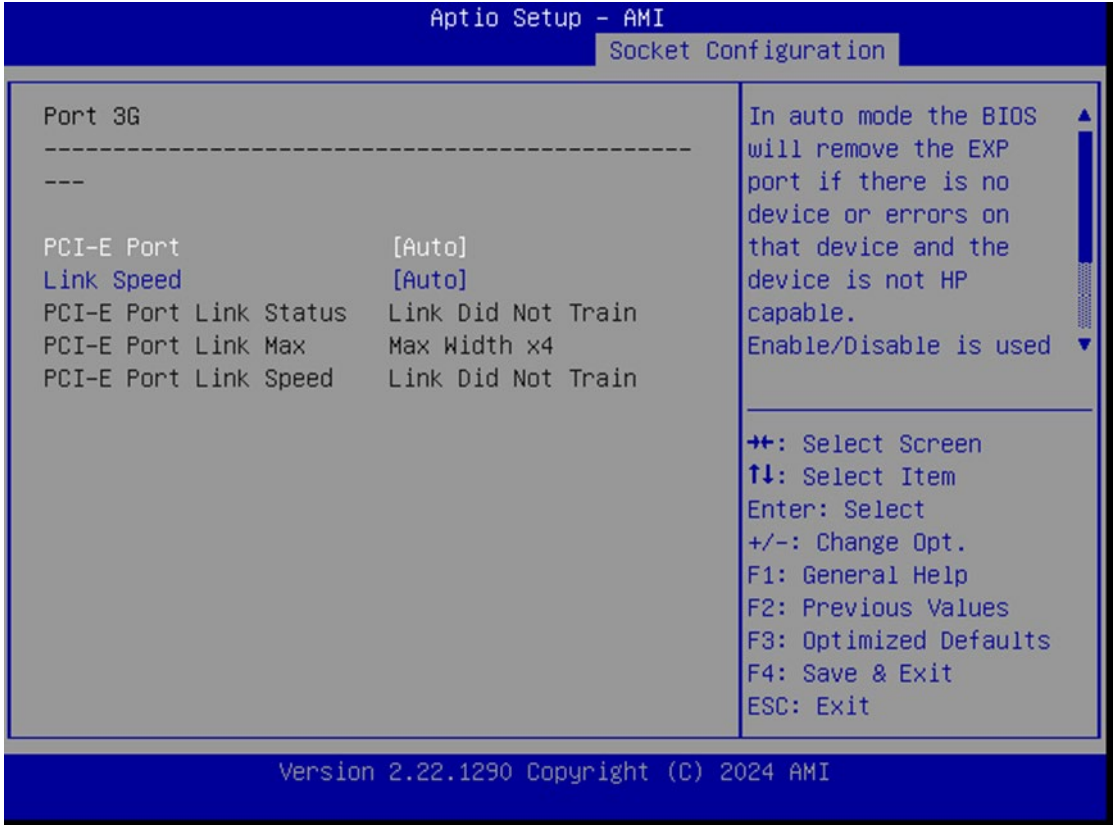 Aptio Setup – AMI
Socket Configuration
Port 3G
-----------------------------------------------
---
PCI-E Port [Auto]
Link Speed [Auto]
PCI-E Port Link Status Link Did Not Train
PCI-E Port Link Max Max Width x4
PCI-E Port Link Speed Link Did Not Train
In auto mode the BIOS
will remove the EXP
port if there is no
device or errors on
that device and the
device is not HP
capable.
Enable/Disable is used
→←: Select Screen
↑↓: Select Item
Enter: Select
+/-: Change Opt.
F1: General Help
F2: Previous Values
F3: Optimized Defaults
F4: Save & Exit
ESC: Exit
Version 2.22.1290 Copyright (C) 2024 AMI